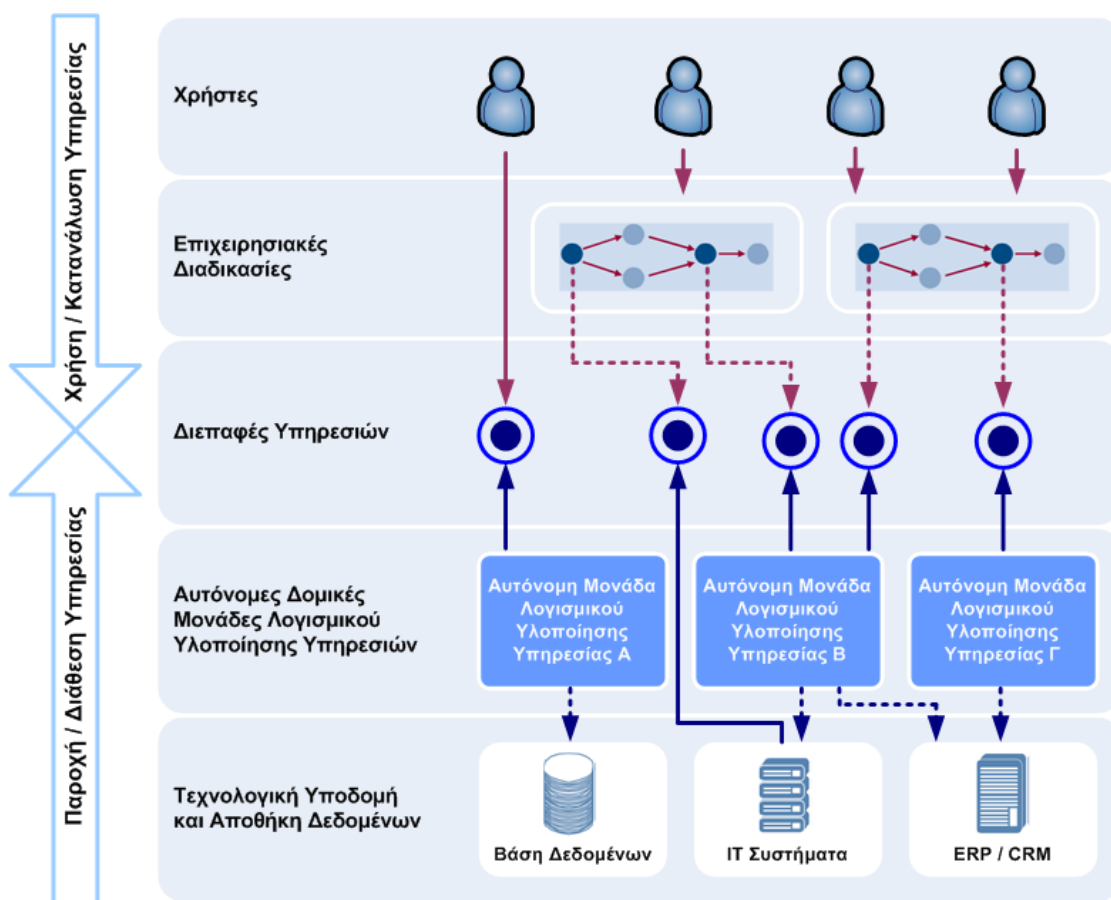 Χρήση / Κατανάλωση Υπηρεσίας
Χρήστες
Επιχειρησιακές
Διαδικασίες
Διεπαφές Υπηρεσιών
Παροχή / Διάθεση Υπηρεσίας
Αυτόνομες Δομικές
Μονάδες Λογισμικού
Υλοποίησης Υπηρεσιών
Αυτόνομη Μονάδα
Λογισμικού
Υλοποίησης
Υπηρεσίας Α
Αυτόνομη Μονάδα
Λογισμικού
Υλοποίησης
Υπηρεσίας Β
Αυτόνομη Μονάδα
Λογισμικού
Υλοποίησης
Υπηρεσίας Γ
Τεχνολογική Υποδομή
και Αποθήκη Δεδομένων
Βάση Δεδομένων
IT Συστήματα
ERP / CRM